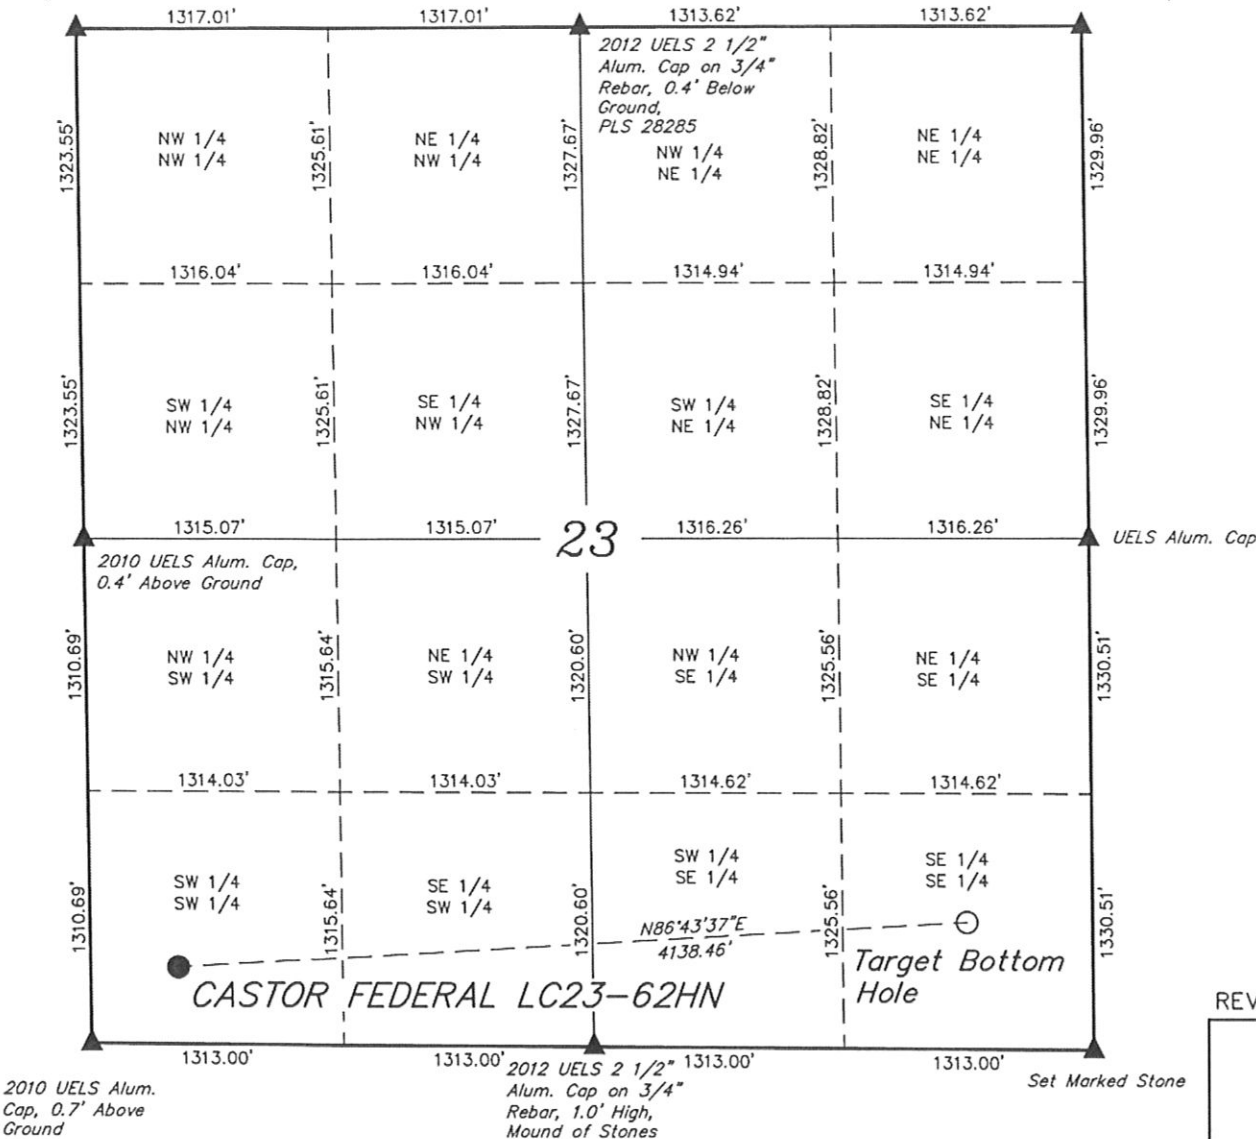 1317.01'
1317.01'
1313.62'
1313.62'
2012 UELS 2 1/2"
Alum. Cap on 3/4"
Rebar, 0.4' Below
Ground,
PLS 28285
1323.55'
NW 1/4
NW 1/4
1325.61'
NE 1/4
NW 1/4
1327.67'
NW 1/4
NE 1/4
1328.82'
NE 1/4
NE 1/4
1329.96'
1316.04'
1316.04'
1314.94'
1314.94'
1323.55'
SW 1/4
NW 1/4
1325.61'
SE 1/4
NW 1/4
1327.67'
SW 1/4
NE 1/4
1328.82'
SE 1/4
NE 1/4
1329.96'
1315.07'
1315.07'
23
1316.26'
1316.26'
UELS Alum. Cap
2010 UELS Alum. Cap,
0.4' Above Ground
1310.69'
NW 1/4
SW 1/4
1315.64'
NE 1/4
SW 1/4
1320.60'
NW 1/4
SE 1/4
1325.56'
NE 1/4
SE 1/4
1330.51'
1314.03'
1314.03'
1314.62'
1314.62'
1310.69'
SW 1/4
SW 1/4
1315.64'
SE 1/4
SW 1/4
1320.60'
SW 1/4
SE 1/4
1325.56'
SE 1/4
SE 1/4
1330.51'
N86°43'37"E
4138.46'
Target Bottom
Hole
CASTOR FEDERAL LC23-62HN
REV
1313.00'
1313.00'
1313.00'
1313.00'
2010 UELS Alum.
Cap, 0.7' Above
Ground
2012 UELS 2 1/2"
Alum. Cap on 3/4"
Rebar, 1.0' High,
Mound of Stones
Set Marked Stone